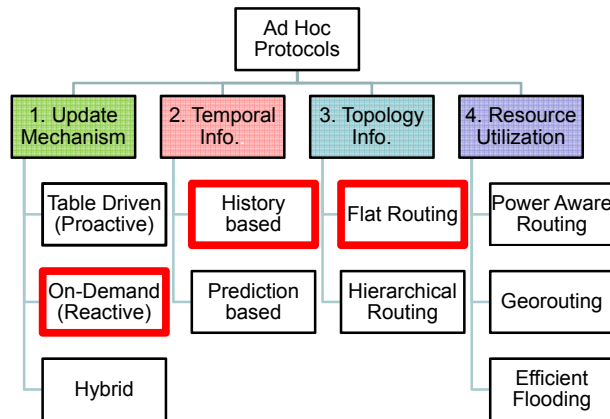 Ad Hoc
Protocols
1. Update
Mechanism
2. Temporal
Info.
3. Topology
Info.
4. Resource
Utilization
Table Driven
(Proactive)
History
based
Flat Routing
Power Aware
Routing
On-Demand
(Reactive)
Prediction
based
Hierarchical
Routing
Georouting
Hybrid
Efficient
Flooding